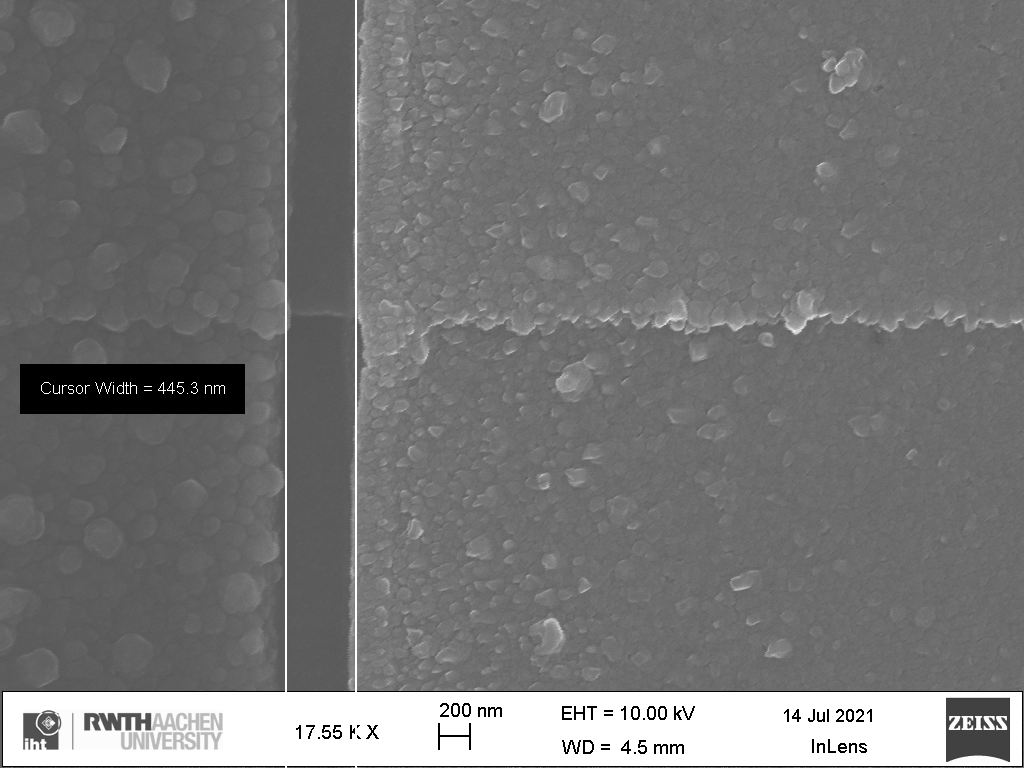 Cursor Width = 445.3 nm
iht
RWTHAACHEN
UNIVERSITY
17.55 K X
200 nm
EHT = 10.00 kV
WD = 4.5 mm
14 Jul 2021
InLens
ZEISS